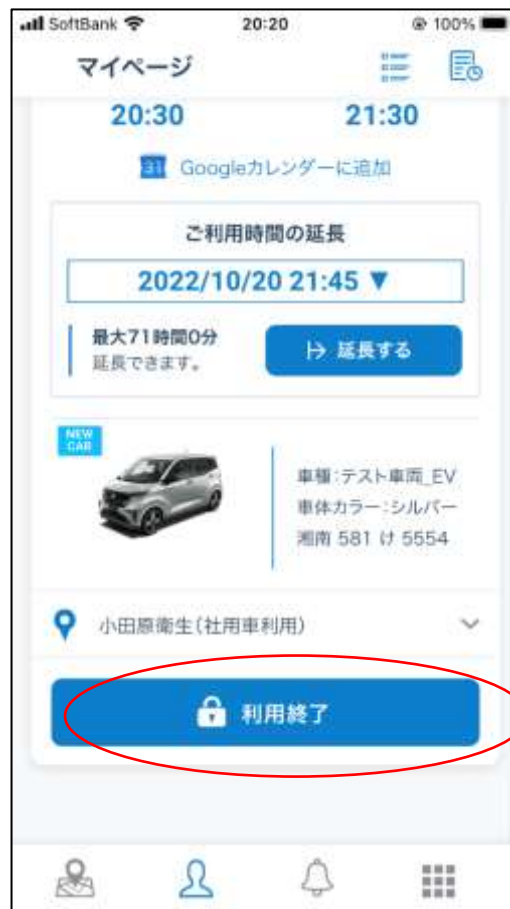 SoftBank 20:20 100%
マイページ
20:30 21:30
31 Googleカレンダーに追加
ご利用時間の延長
2022/10/20 21:45 ▼
最大71時間0分
延長できます。
延長する
NEW
CAR
車種:テスト車両_EV
車体カラー:シルバー
湘南 581 け 5554
小田原衛生(社用車利用)
利用終了